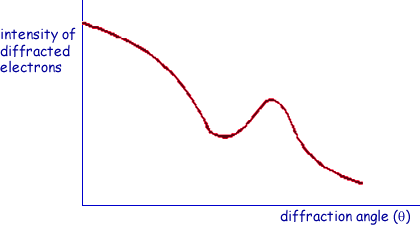 intensity of
diffracted
electrons
diffraction angle (θ)